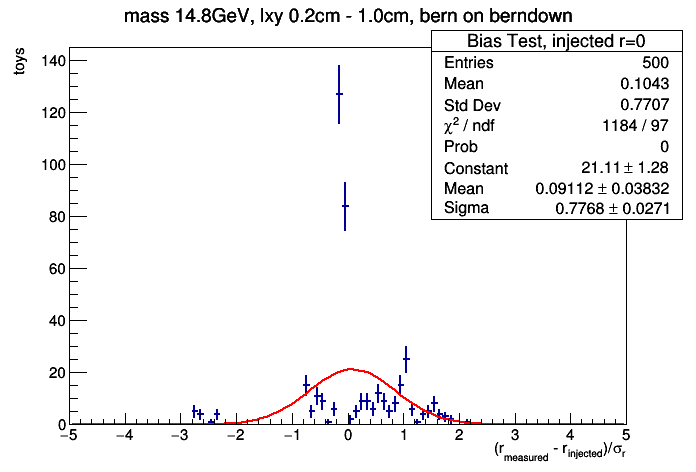 mass 14.8GeV, lxy 0.2cm - 1.0cm, bern on berndown
Bias Test, injected r=0
Entries 500
Mean 0.1043
Std Dev 0.7707
χ² / ndf 1184 / 97
Prob 0
Constant 21.11 ± 1.28
Mean 0.09112 ± 0.03832
Sigma 0.7768 ± 0.0271
toys
140
120
100
80
60
40
20
0
−5 −4 −3 −2 −1 0 1 2 3 4 5
(r_measured - r_injected)/σ_r